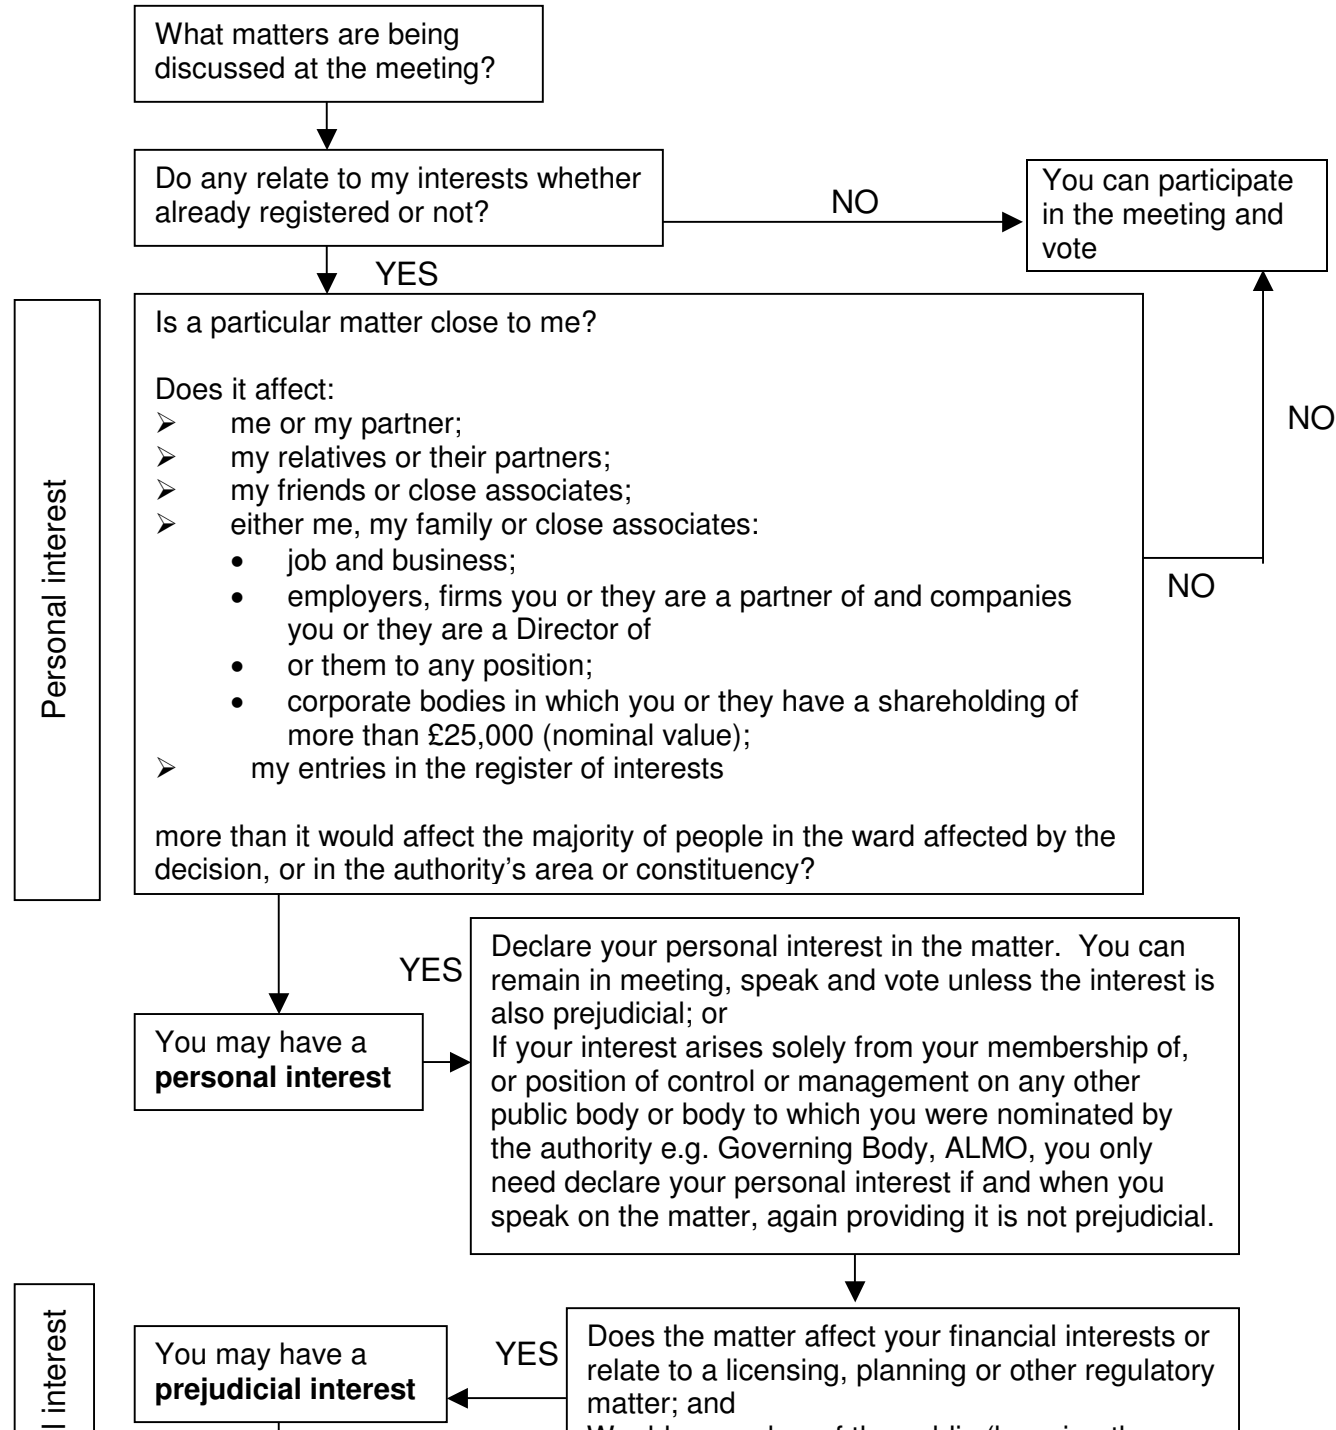 What matters are being
discussed at the meeting?
Do any relate to my interests whether
already registered or not?
NO
You can participate
in the meeting and
vote
YES
Personal interest
Is a particular matter close to me?
Does it affect:
➢ me or my partner;
➢ my relatives or their partners;
➢ my friends or close associates;
➢ either me, my family or close associates:
• job and business;
• employers, firms you or they are a partner of and companies
you or they are a Director of
• or them to any position;
• corporate bodies in which you or they have a shareholding of
more than £25,000 (nominal value);
➢ my entries in the register of interests
more than it would affect the majority of people in the ward affected by the
decision, or in the authority's area or constituency?
NO
NO
YES
You may have a
personal interest
Declare your personal interest in the matter. You can
remain in meeting, speak and vote unless the interest is
also prejudicial; or
If your interest arises solely from your membership of,
or position of control or management on any other
public body or body to which you were nominated by
the authority e.g. Governing Body, ALMO, you only
need declare your personal interest if and when you
speak on the matter, again providing it is not prejudicial.
interest
You may have a
prejudicial interest
YES
Does the matter affect your financial interests or
relate to a licensing, planning or other regulatory
matter; and